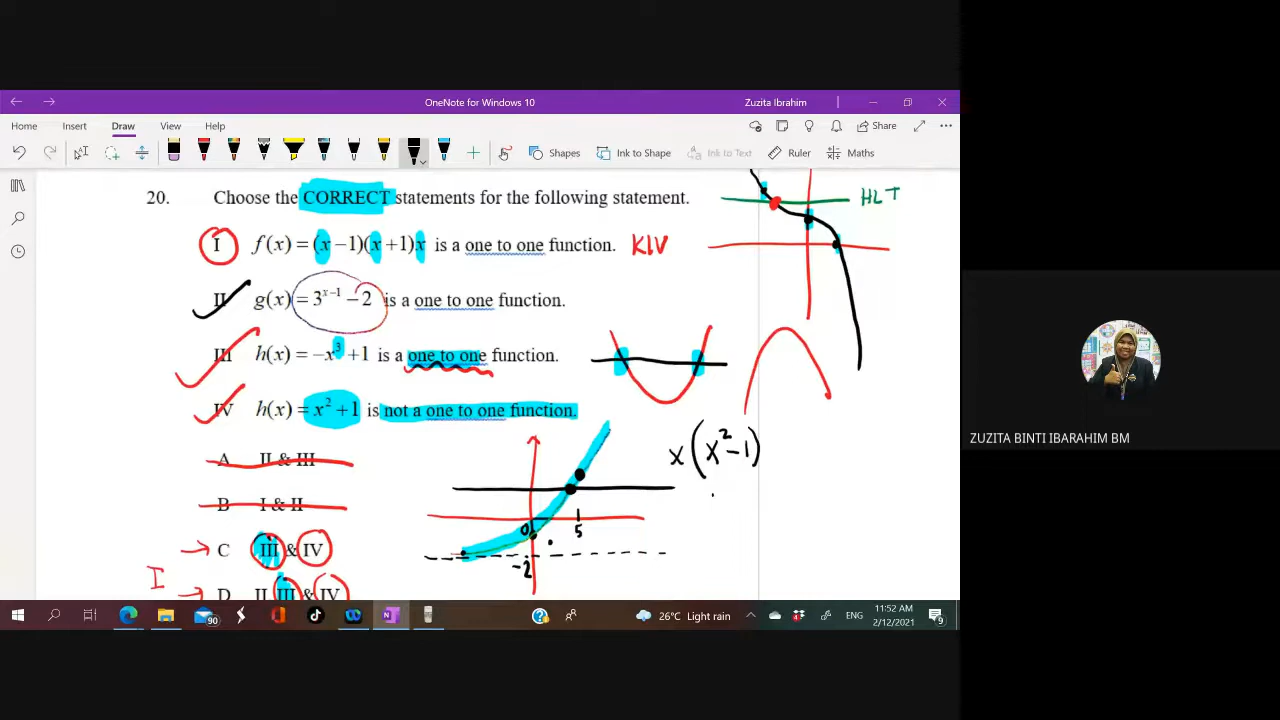 OneNote for Windows 10
Zuzita Ibrahim
Home Insert Draw View Help
Share
Shapes Ink to Shape Ink to Text Ruler Maths
20. Choose the CORRECT statements for the following statement.
HLT
I f(x) = (x−1)(x+1)x is a one to one function. KIV
II g(x) = 3^{x−1} − 2 is a one to one function.
III h(x) = −x³ + 1 is a one to one function.
IV h(x) = x² + 1 is not a one to one function.
x(x²−1)
A II & III
B I & II
0
5
C III & IV
-2
I
D II III & IV
ZUZITA BINTI IBARAHIM BM
90
26°C Light rain
ENG
11:52 AM
2/12/2021
9